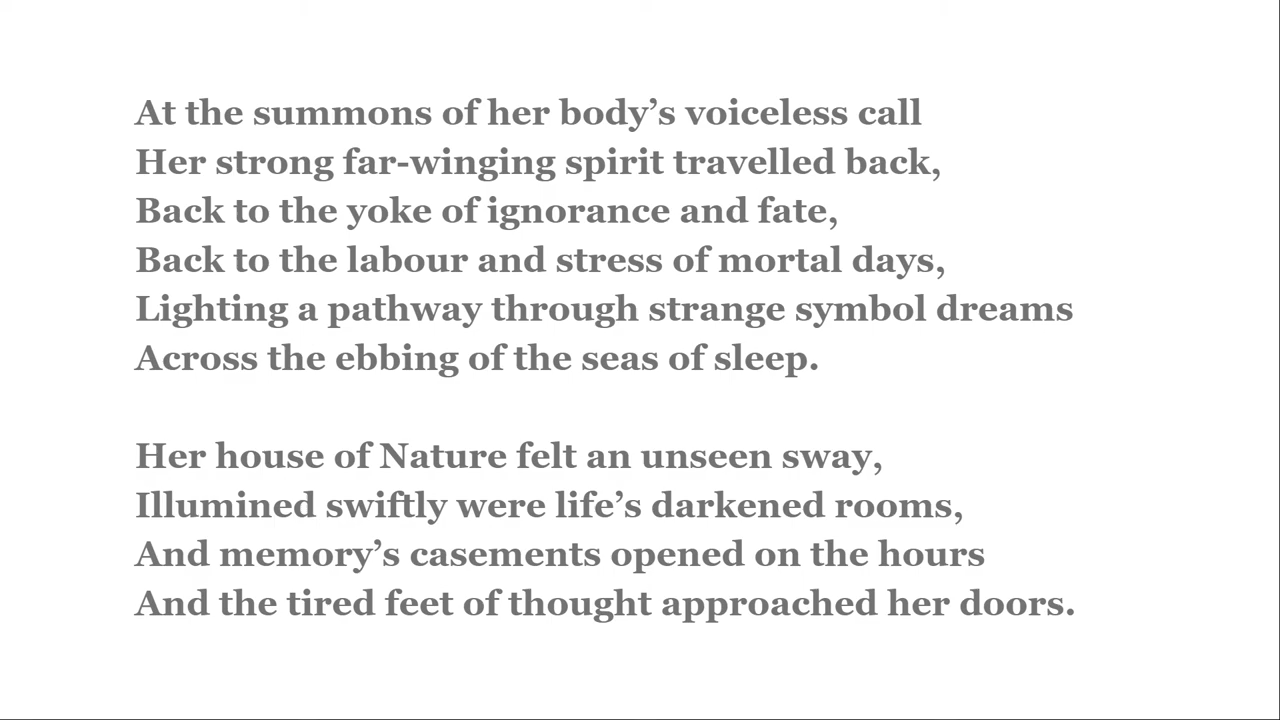 At the summons of her body’s voiceless call
Her strong far-winging spirit travelled back,
Back to the yoke of ignorance and fate,
Back to the labour and stress of mortal days,
Lighting a pathway through strange symbol dreams
Across the ebbing of the seas of sleep.
Her house of Nature felt an unseen sway,
Illumined swiftly were life’s darkened rooms,
And memory’s casements opened on the hours
And the tired feet of thought approached her doors.